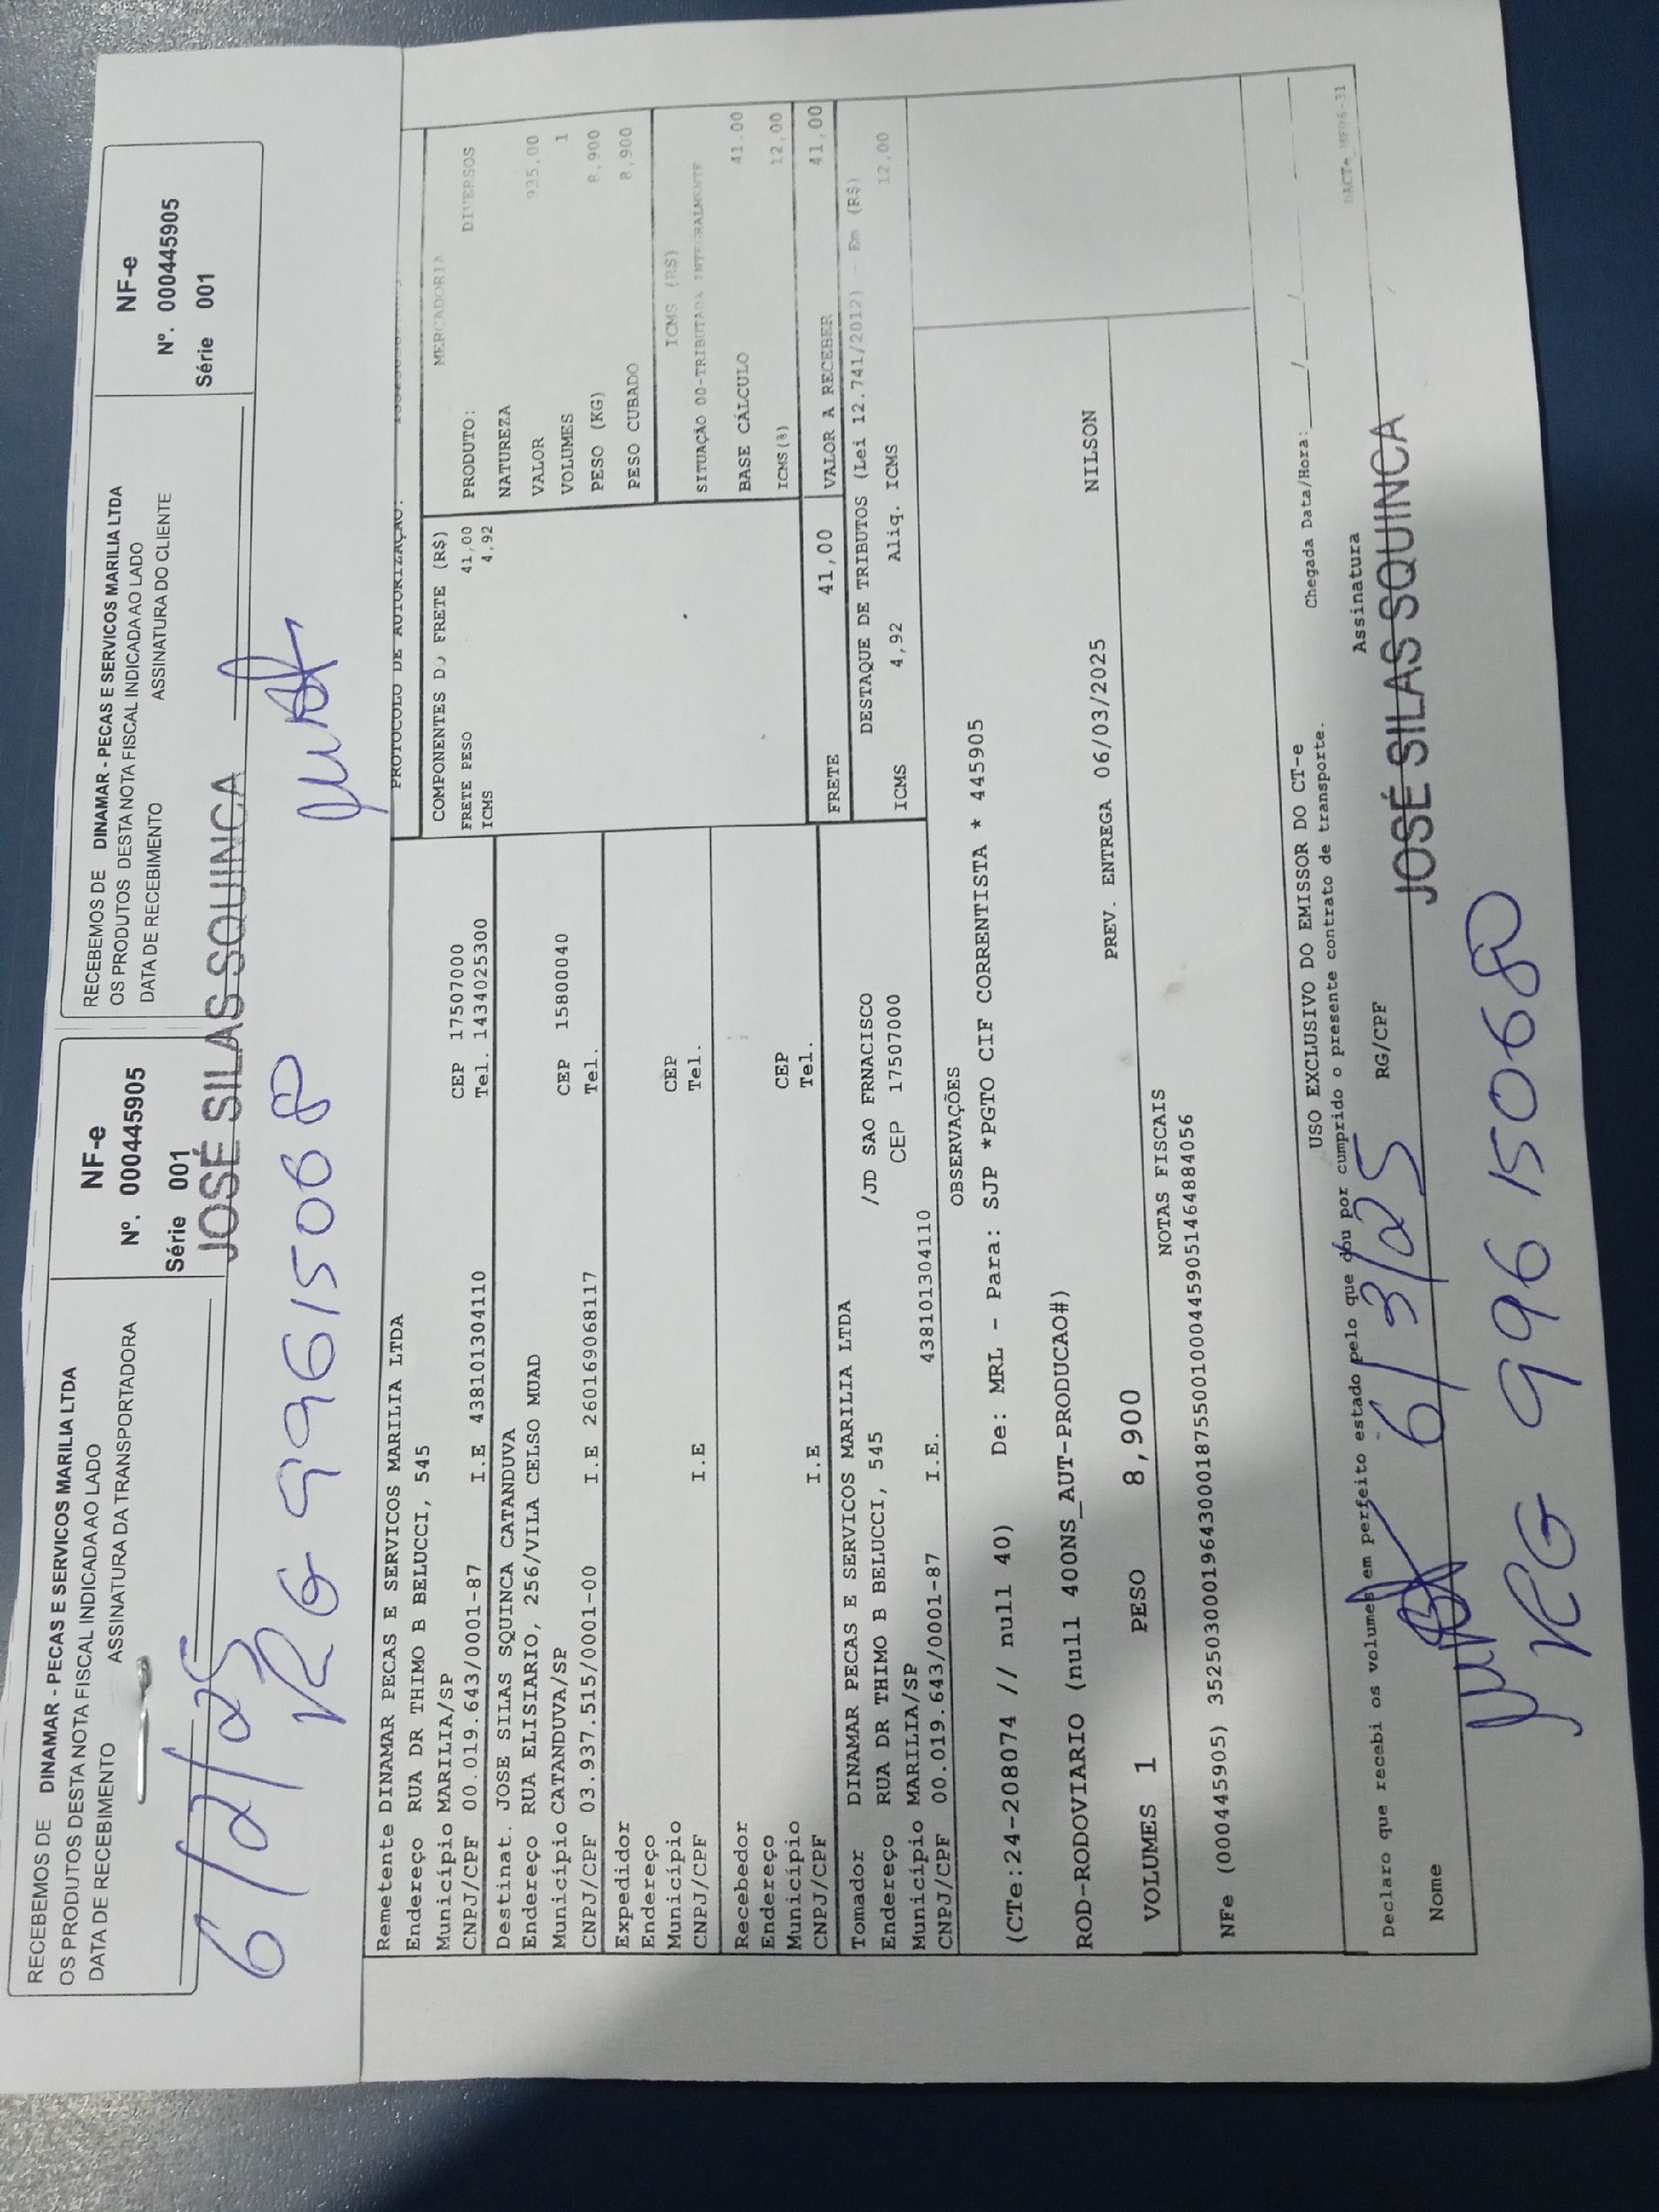 RECEBEMOS DE DINAMAR - PECAS E SERVICOS MARILIA LTDA
OS PRODUTOS DESTA NOTA FISCAL INDICADA AO LADO
DATA DE RECEBIMENTO ASSINATURA DA TRANSPORTADORA
NF-e
Nº. 000445905
Série 001
RECEBEMOS DE DINAMAR - PECAS E SERVICOS MARILIA LTDA
OS PRODUTOS DESTA NOTA FISCAL INDICADA AO LADO
DATA DE RECEBIMENTO ASSINATURA DO CLIENTE
NF-e
Nº. 000445905
Série 001
JOSÉ SILAS SQUINCA
RG 996150680
PROTOCOLO DE AUTORIZAÇÃO:
Remetente DINAMAR PECAS E SERVICOS MARILIA LTDA
Endereço RUA DR THIMO B BELUCCI, 545
Município MARILIA/SP CEP 17507000
CNPJ/CPF 00.019.643/0001-87 I.E 438101304110 Tel. 1434025300
Destinat. JOSE SILAS SQUINCA CATANDUVA
Endereço RUA ELISIARIO, 256/VILA CELSO MUAD
Município CATANDUVA/SP CEP 15800040
CNPJ/CPF 03.937.515/0001-00 I.E 260169068117 Tel.
Expedidor
Endereço
Município CEP
CNPJ/CPF I.E Tel.
Recebedor
Endereço
Município CEP
CNPJ/CPF I.E Tel.
Tomador DINAMAR PECAS E SERVICOS MARILIA LTDA
Endereço RUA DR THIMO B BELUCCI, 545 /JD SAO FRNACISCO
Município MARILIA/SP CEP 17507000
CNPJ/CPF 00.019.643/0001-87 I.E. 438101304110
COMPONENTES DO FRETE (R$)
FRETE PESO 41,00
ICMS 4,92
FRETE 41,00
MERCADORIA
PRODUTO: DIVERSOS
NATUREZA
VALOR 935,00
VOLUMES 1
PESO (KG) 8,900
PESO CUBADO 8,900
ICMS (R$)
SITUAÇÃO 00-TRIBUTADA INTEGRALMENTE
BASE CÁLCULO 41,00
ICMS(%) 12,00
VALOR A RECEBER 41,00
DESTAQUE DE TRIBUTOS (Lei 12.741/2012) - Em (R$)
ICMS 4,92 Aliq. ICMS 12,00
OBSERVAÇÕES
(CTe:24-208074 // null 40) De: MRL - Para: SJP *PGTO CIF CORRENTISTA * 445905
ROD-RODOVIARIO (null 400NS_AUT-PRODUCAO#)
VOLUMES 1 PESO 8,900 PREV. ENTREGA 06/03/2025 NILSON
NOTAS FISCAIS
NFe (000445905) 35250300019643000187550010004459051464884056
USO EXCLUSIVO DO EMISSOR DO CT-e
Declaro que recebi os volumes em perfeito estado pelo que dou por cumprido o presente contrato de transporte. Chegada Data/Hora:___/___/___
Nome RG/CPF Assinatura
6/3/25
JOSÉ SILAS SQUINCA
RG 996150680